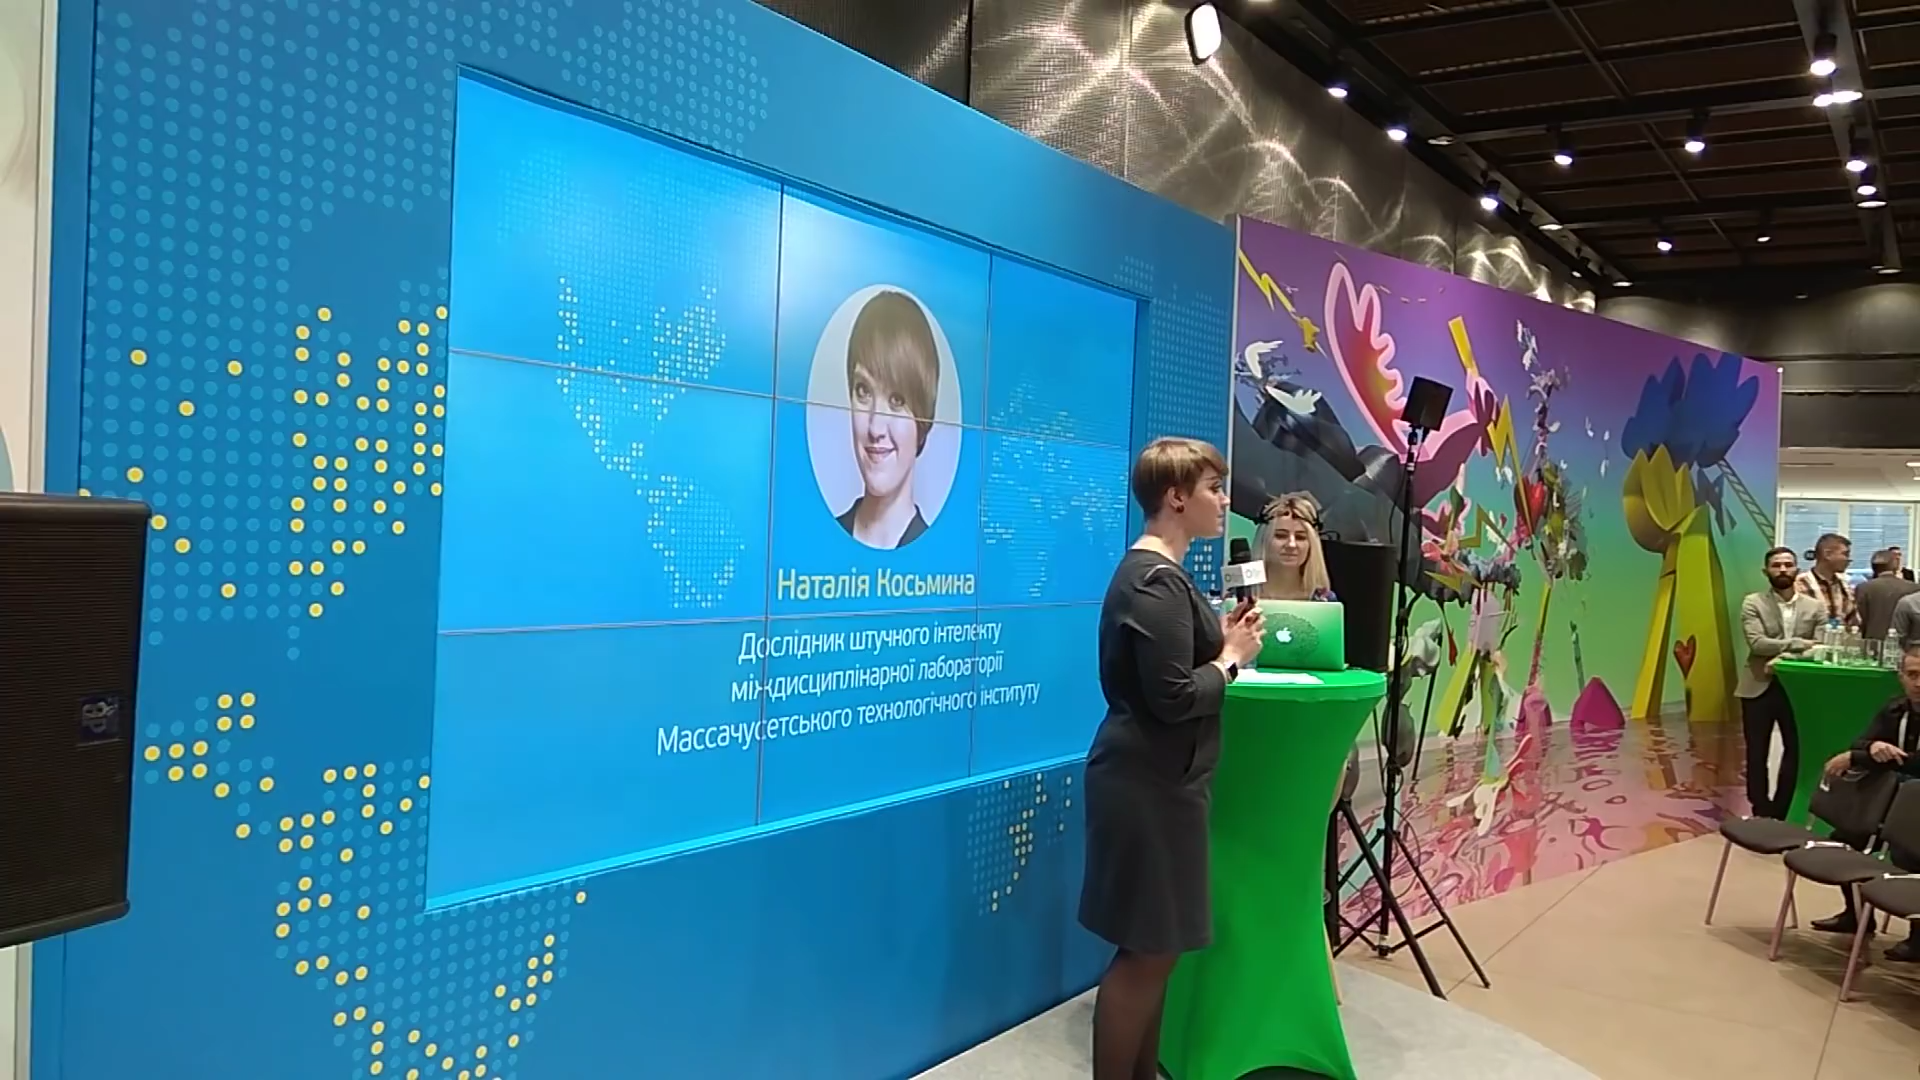 Наталія Косьмина
Дослідник штучного інтелекту
міждисциплінарної лабораторії
Массачусетського технологічного інституту